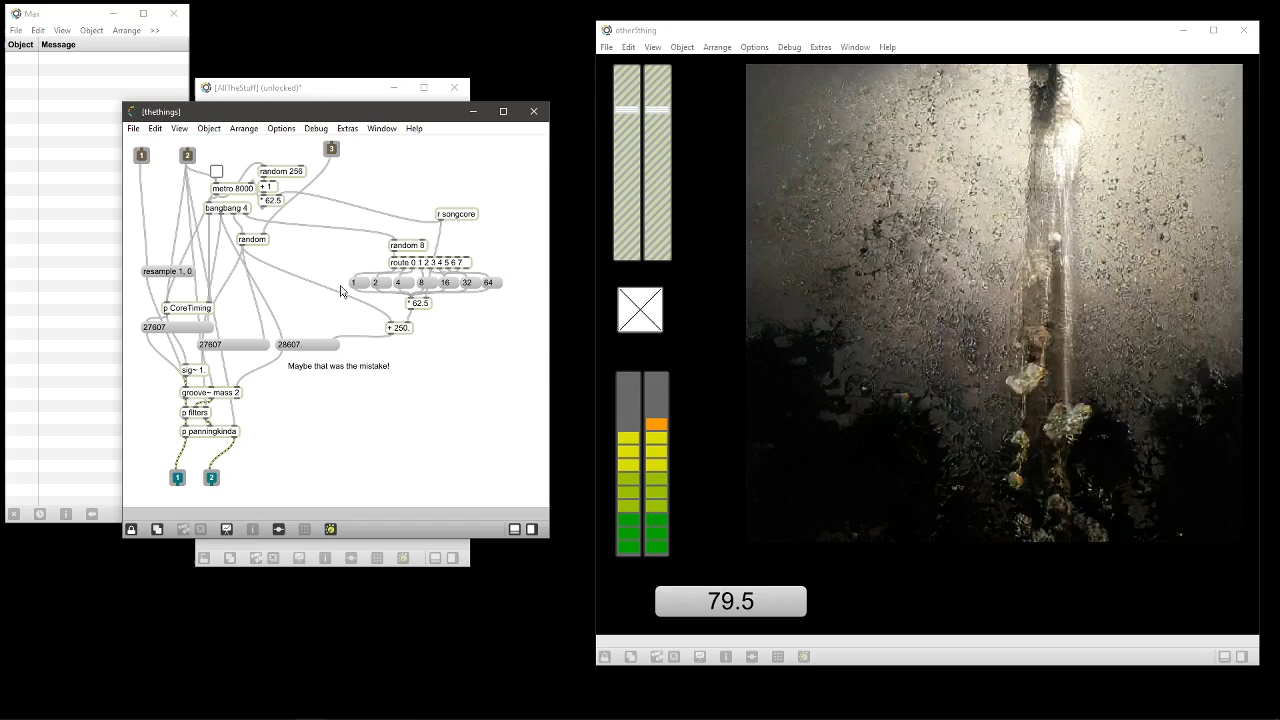 Max
File Edit View Object Arrange >>
Object Message
[AllTheStuff] (unlocked)*
[thethings]
File Edit View Object Arrange Options Debug Extras Window Help
1 2 3
random 256
metro 8000
+ 1
* 62.5
bangbang 4
r songcore
random
random 8
route 0 1 2 3 4 5 6 7
resample 1, 0
1 2 4 8 16 32 64
* 62.5
p CoreTiming
27607
+ 250.
27607
28607.
Maybe that was the mistake!
sig~ 1.
groove~ mass 2
p filters
p panningkinda
1 2
other5thing
File Edit View Object Arrange Options Debug Extras Window Help
79.5